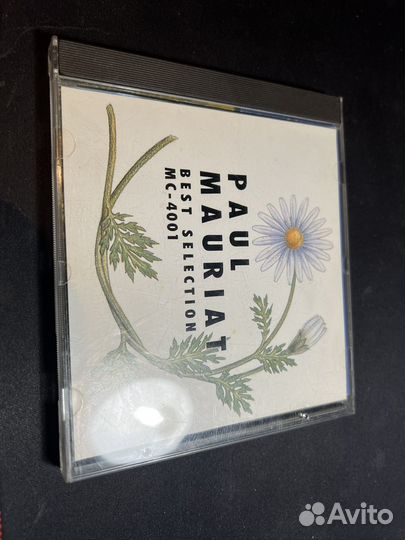 PAUL
MAURIAT
BEST SELECTION
MC-4001
Avito